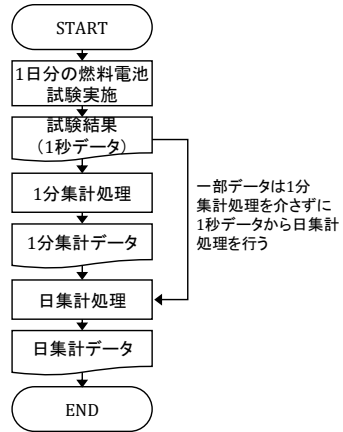 START
1日分の燃料電池
試験実施
試験結果
(1秒データ)
1分集計処理
一部データは1分
集計処理を介さずに
1秒データから日集計
処理を行う
1分集計データ
日集計処理
日集計データ
END